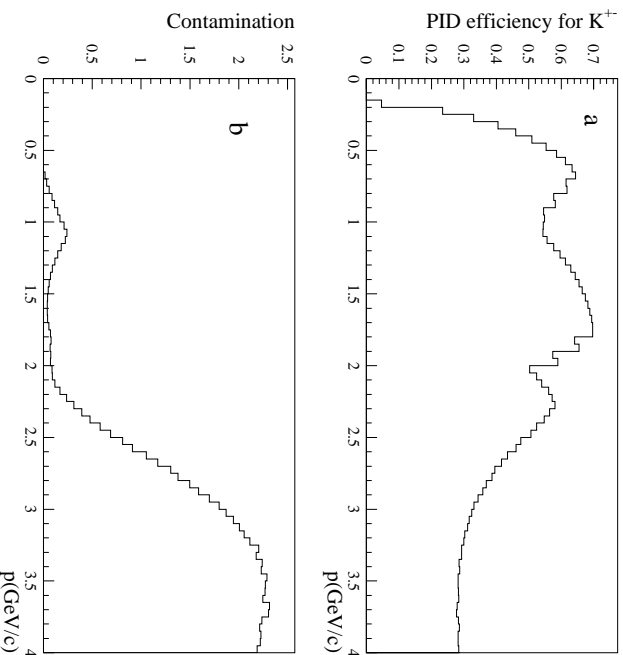 PID efficiency for K+-
0 0.1 0.2 0.3 0.4 0.5 0.6 0.7
a
0 0.5 1 1.5 2 2.5 3 3.5 4
p(GeV/c)
Contamination
0 0.5 1 1.5 2 2.5
b
0 0.5 1 1.5 2 2.5 3 3.5 4
p(GeV/c)